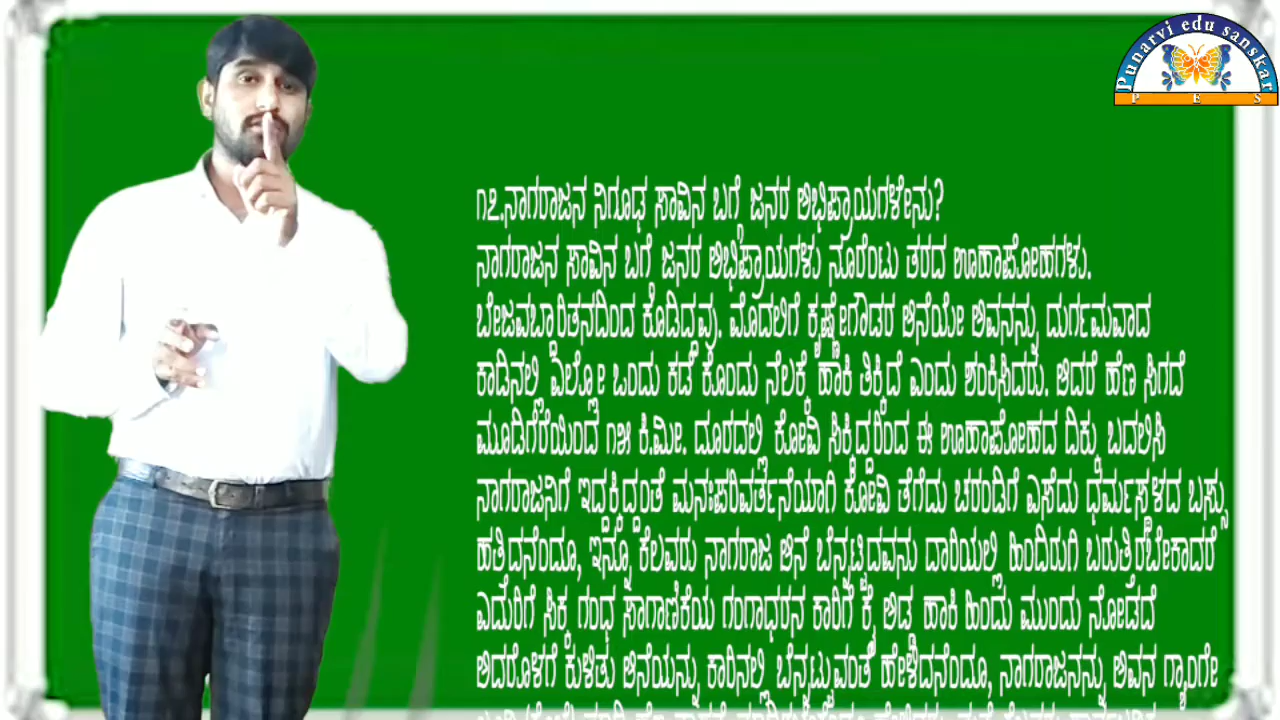 Punarvi edu sanskar
P E S
೧೭.ನಾಗರಾಜನ ನಿಗೂಢ ಸಾವಿನ ಬಗ್ಗೆ ಜನರ ಅಭಿಪ್ರಾಯಗಳೇನು?
ನಾಗರಾಜನ ಸಾವಿನ ಬಗ್ಗೆ ಜನರ ಅಭಿಪ್ರಾಯಗಳು ನೂರೆಂಟು ತರದ ಊಹಾಪೋಹಗಳು.
ಬೇಜವಬ್ದಾರಿತನದಿಂದ ಕೂಡಿದ್ದವು. ಮೊದಲಿಗೆ ಕೃಷ್ಣೇಗೌಡರ ಆನೆಯೇ ಅವನನ್ನು ದುರ್ಗಮವಾದ
ಕಾಡಿನಲ್ಲಿ ಎಲ್ಲೋ ಒಂದು ಕಡೆ ಕೊಂದು ನೆಲಕ್ಕೆ ಹಾಕಿ ತಿಕ್ಕಿದೆ ಎಂದು ಶಂಕಿಸಿದರು. ಆದರೆ ಹೆಣ ಸಿಗದೆ
ಮೂಡಿಗೆರೆಯಿಂದ ೧೫ ಕಿ.ಮೀ. ದೂರದಲ್ಲಿ ಕೋವಿ ಸಿಕ್ಕಿದ್ದರಿಂದ ಈ ಊಹಾಪೋಹದ ದಿಕ್ಕು ಬದಲಿಸಿ
ನಾಗರಾಜನಿಗೆ ಇದ್ದಕ್ಕಿದ್ದಂತೆ ಮನಃಪರಿವರ್ತನೆಯಾಗಿ ಕೋವಿ ತೆಗೆದು ಚರಂಡಿಗೆ ಎಸೆದು ಧರ್ಮಸ್ಥಳದ ಬಸ್ಸು
ಹತ್ತಿದನೆಂದೂ, ಇನ್ನೂ ಕೆಲವರು ನಾಗರಾಜ ಆನೆ ಬೆನ್ನಟ್ಟಿದವನು ದಾರಿಯಲ್ಲಿ ಹಿಂದಿರುಗಿ ಬರುತ್ತಿರಬೇಕಾದರೆ
ಎದುರಿಗೆ ಸಿಕ್ಕ ಗಂಧ ಸಾಗಾಣಿಕೆಯ ಗಂಗಾಧರನ ಕಾರಿಗೆ ಕೈ ಅಡ್ಡ ಹಾಕಿ ಹಿಂದು ಮುಂದು ನೋಡದೆ
ಅದರೊಳಗೆ ಕುಳಿತು ಆನೆಯನ್ನು ಕಾರಿನಲ್ಲಿ ಬೆನ್ನಟ್ಟುವಂತೆ ಹೇಳಿದನೆಂದೂ, ನಾಗರಾಜನನ್ನು ಅವನ ಗ್ಯಾಂಗೇ